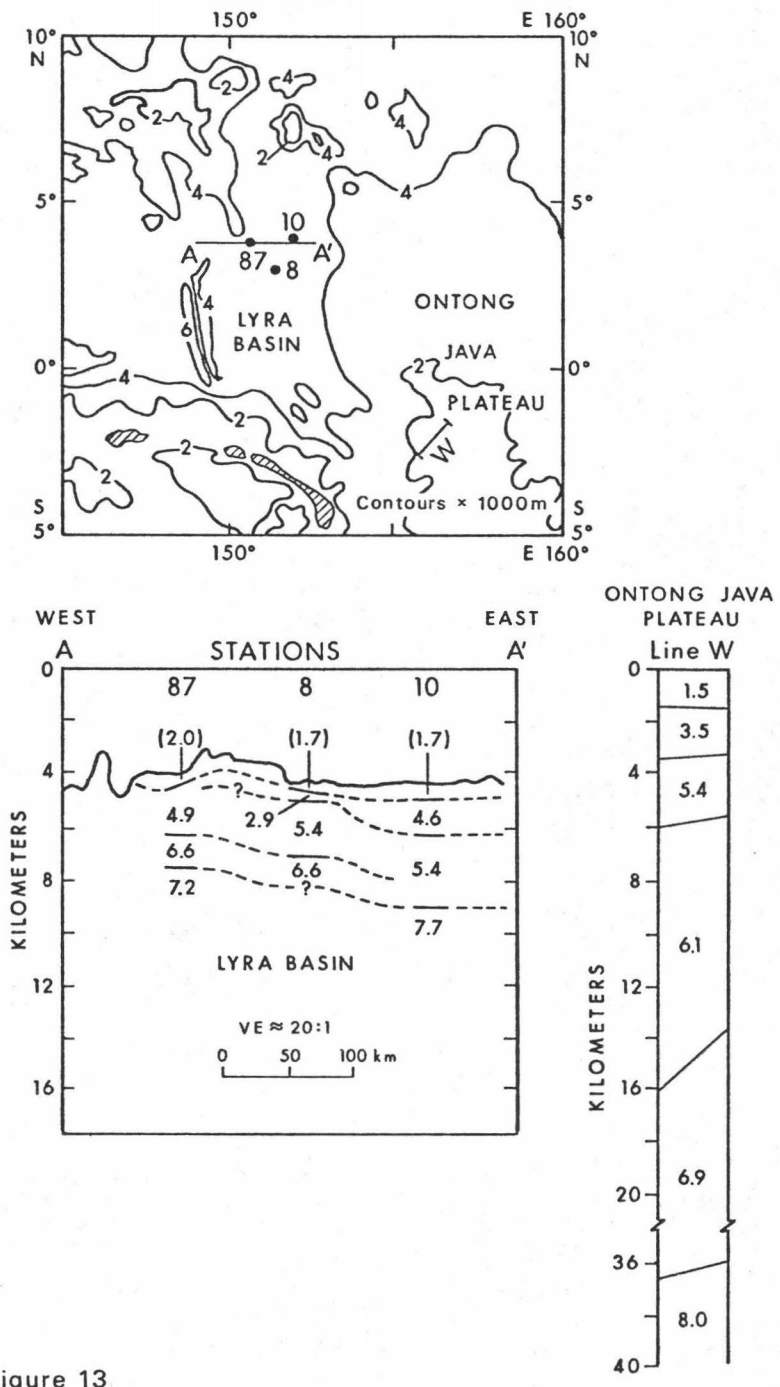 150° E 160°
10° 10°
N N
4
2 4
2 4
2 4
4 4
5° 5°
10
A A'
87 8
4 ONTONG
6 LYRA
BASIN
JAVA
0° 2 0°
4
PLATEAU
2
2 W
2
S Contours × 1000m S
5° 5°
150° E 160°
ONTONG JAVA
WEST EAST PLATEAU
A STATIONS A' Line W
0 87 8 10 0
1.5
(2.0) (1.7) (1.7) 3.5
4 4
? 5.4
4.9 2.9 5.4 4.6
6.6 6.6 5.4
8 7.2 ? 8
7.7
KILOMETERS 6.1
LYRA BASIN
12 12
VE ≈ 20:1
0 50 100 km KILOMETERS
16 16
6.9
20
36
8.0
40
igure 13.